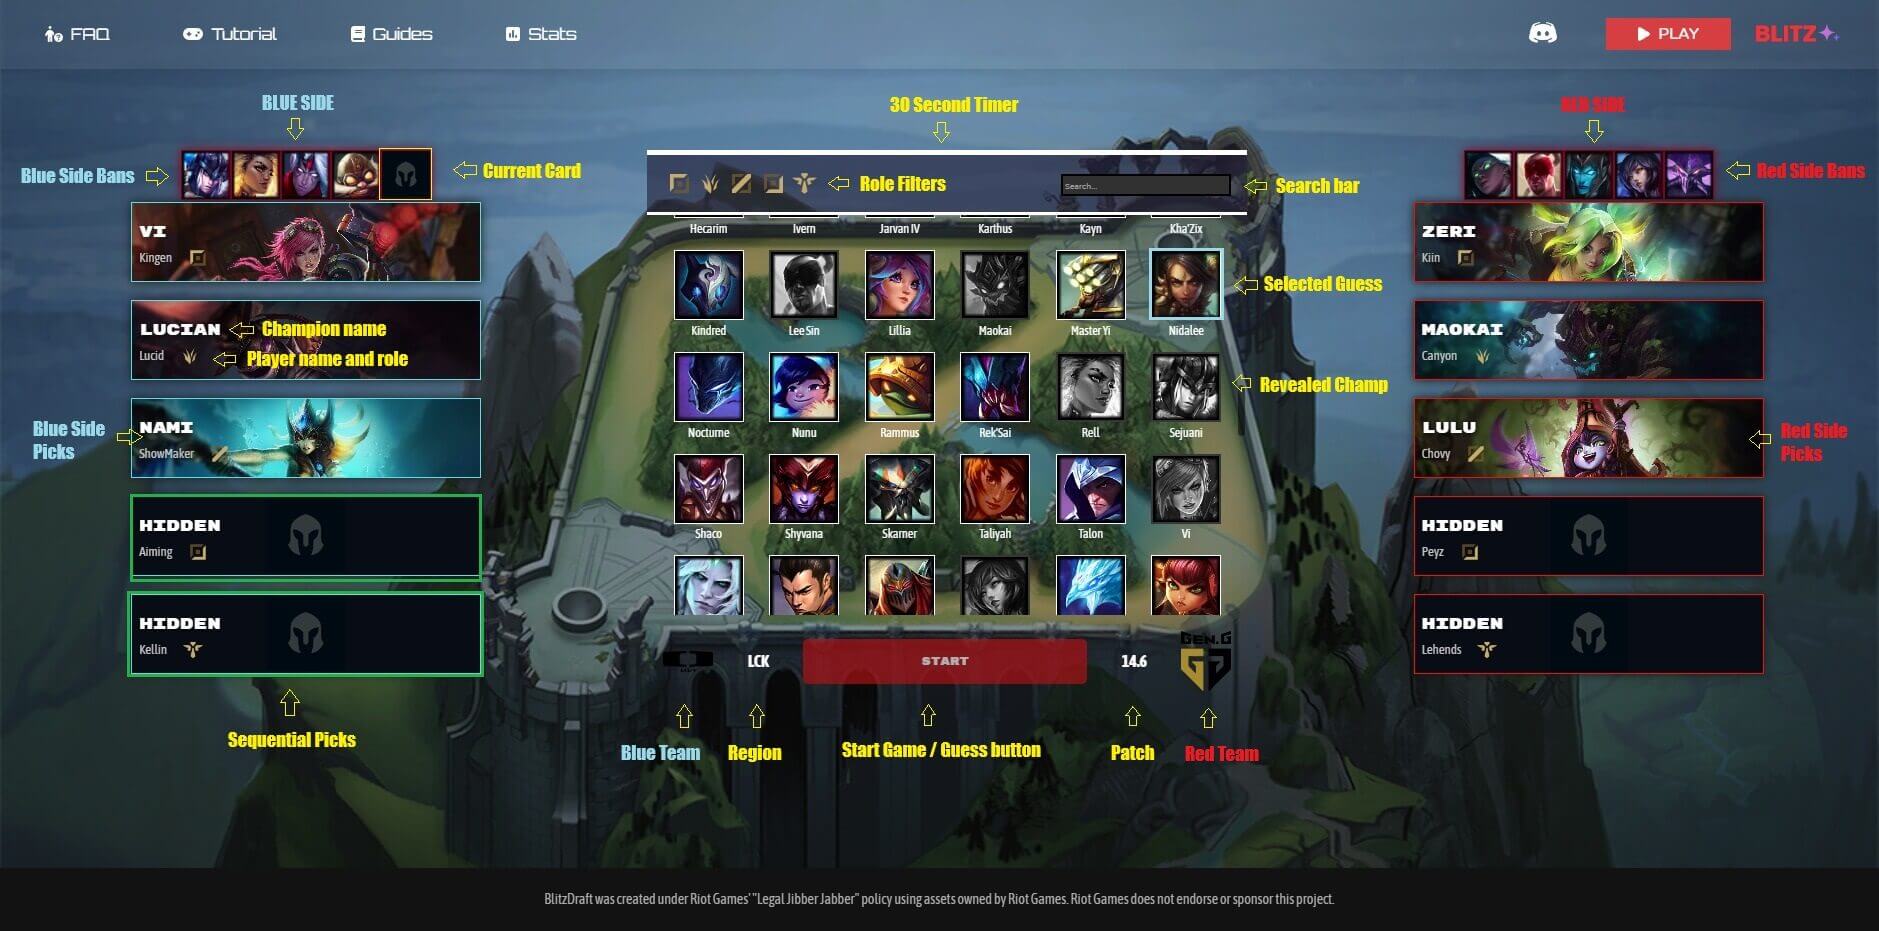 FAQ
Tutorial
Guides
Stats
PLAY
BLITZ
BLUE SIDE
30 Second Timer
RED SIDE
Blue Side Bans
Current Card
Role Filters
Search...
Search bar
Red Side Bans
VI
Kingen
Hecarim
Ivern
Jarvan IV
Karthus
Kayn
Kha'Zix
ZERI
Kiin
Selected Guess
LUCIAN
Champion name
Lucid
Player name and role
Kindred
Lee Sin
Lillia
Maokai
Master Yi
Nidalee
MAOKAI
Canyon
Revealed Champ
Blue Side
Picks
NAMI
ShowMaker
Nocturne
Nunu
Rammus
Rek'Sai
Rell
Sejuani
LULU
Chovy
Red Side
Picks
HIDDEN
Aiming
Shaco
Shyvana
Skarner
Taliyah
Talon
Vi
HIDDEN
Peyz
HIDDEN
Kellin
HIDDEN
Lehends
LCK
START
14.6
GEN.G
Sequential Picks
Blue Team
Region
Start Game / Guess button
Patch
Red Team
BlitzDraft was created under Riot Games' "Legal Jibber Jabber" policy using assets owned by Riot Games. Riot Games does not endorse or sponsor this project.